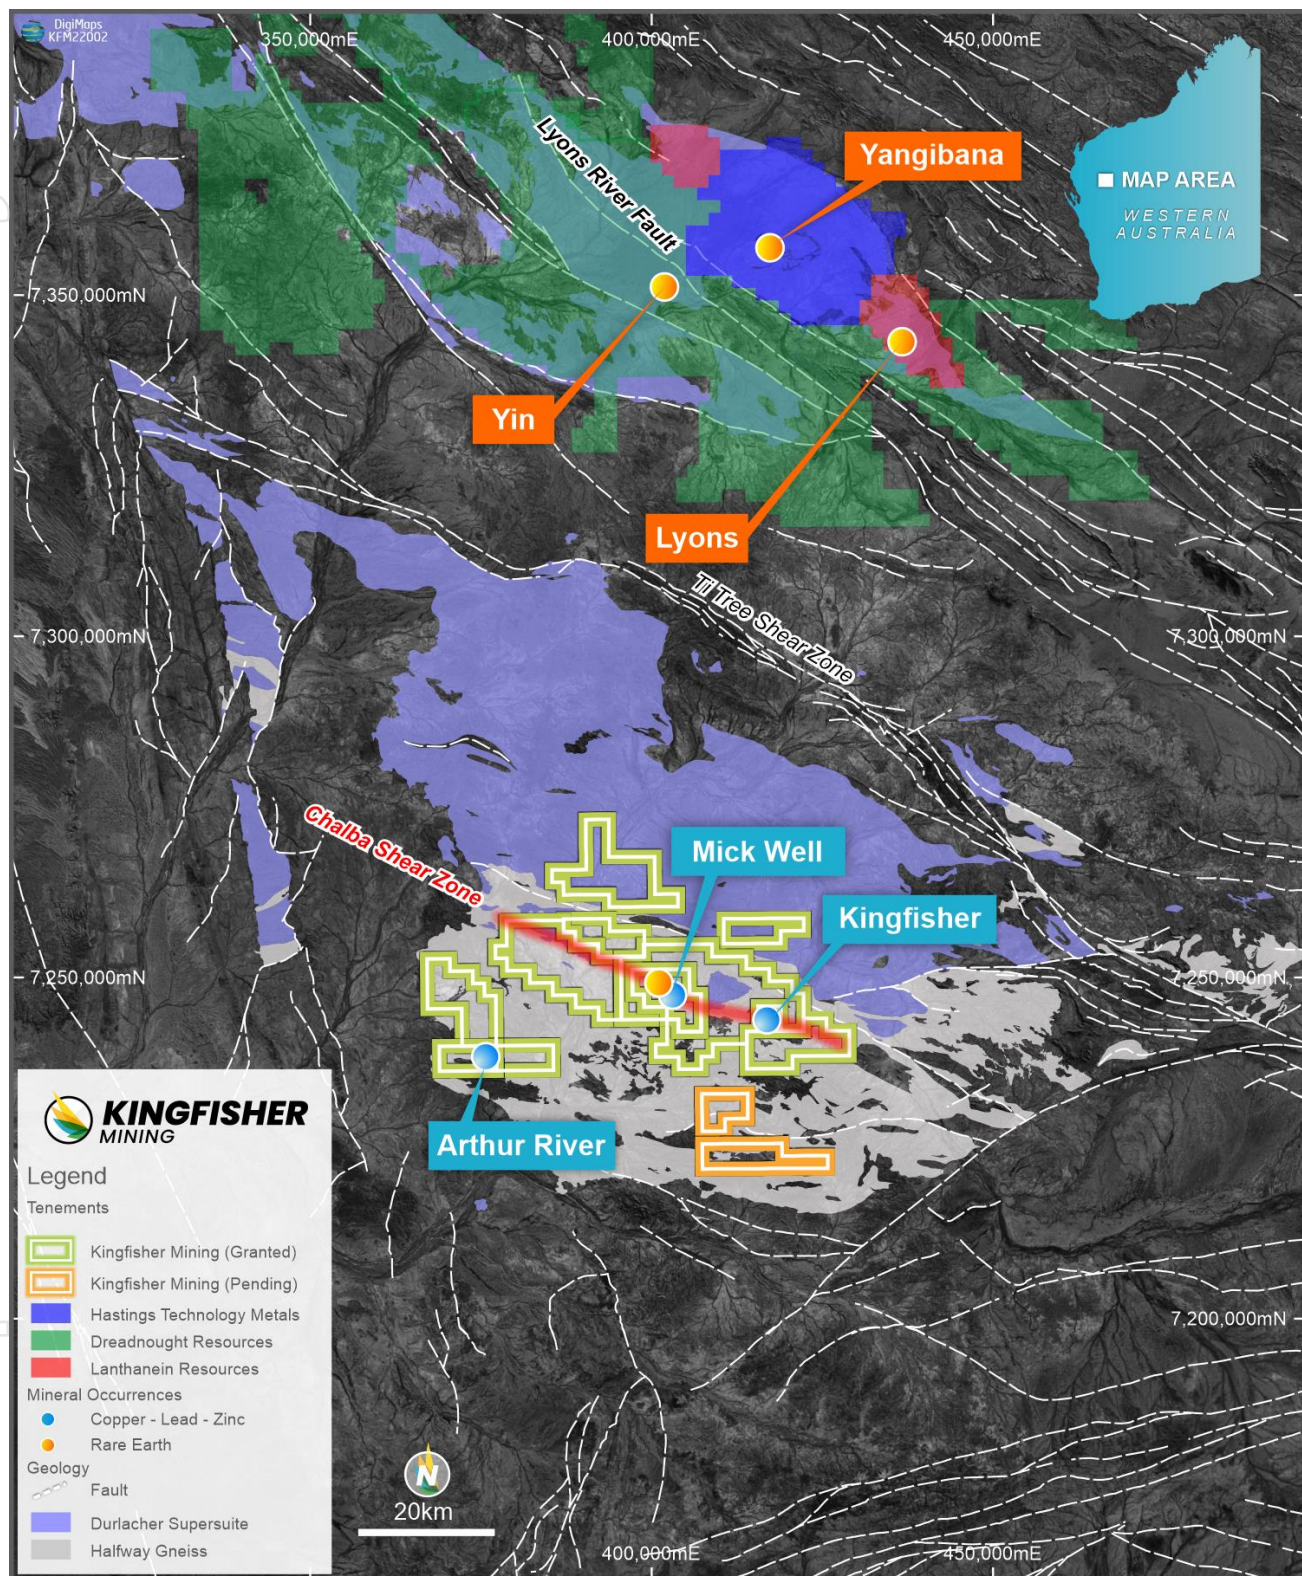 DigiMaps
KFM22002
350,000mE
400,000mE
450,000mE
Yangibana
MAP AREA
WESTERN
AUSTRALIA
Lyons River Fault
7,350,000mN
Yin
Lyons
Ti Tree Shear Zone
7,300,000mN
7,300,000mN
Chalba Shear Zone
Mick Well
Kingfisher
7,250,000mN
7,250,000mN
Arthur River
KINGFISHER
MINING
Legend
Tenements
Kingfisher Mining (Granted)
Kingfisher Mining (Pending)
Hastings Technology Metals
Dreadnought Resources
Lanthanein Resources
Mineral Occurrences
Copper - Lead - Zinc
Rare Earth
Geology
Fault
Durlacher Supersuite
Halfway Gneiss
7,200,000mN
N
20km
400,000mE
450,000mE